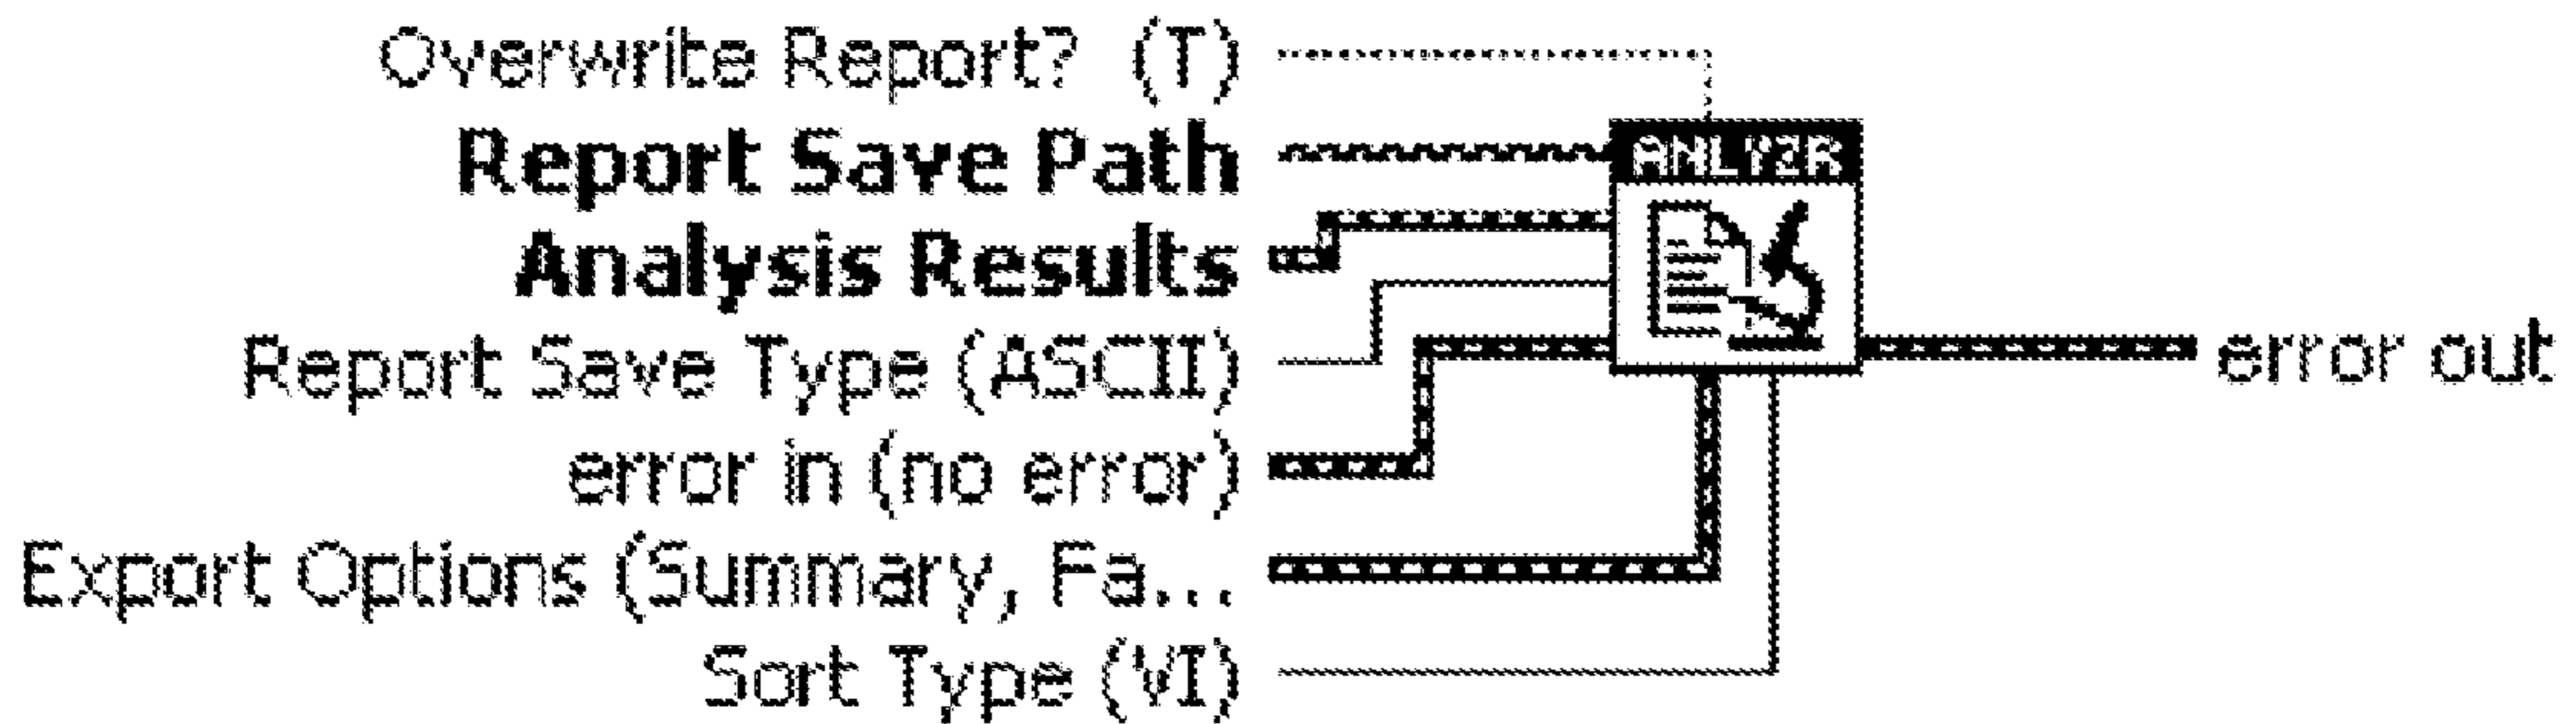 Overwrite Report? (T)
Report Save Path
ANLYZR
Analysis Results
Report Save Type (ASCII)
error in (no error)
error out
Export Options (Summary, Fa...
Sort Type (VI)